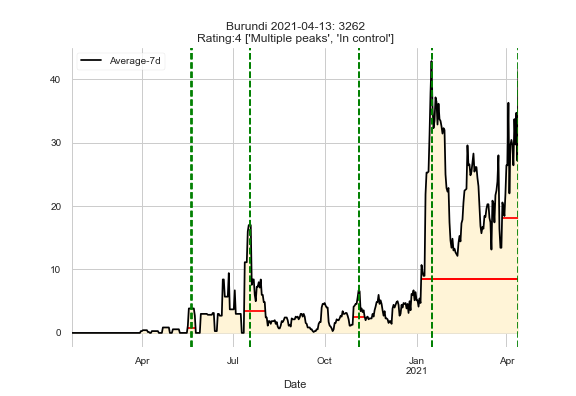 Burundi 2021-04-13: 3262
Rating:4 ['Multiple peaks', 'In control']
Average-7d
40
30
20
10
0
Apr
Jul
Oct
Jan
2021
Apr
Date